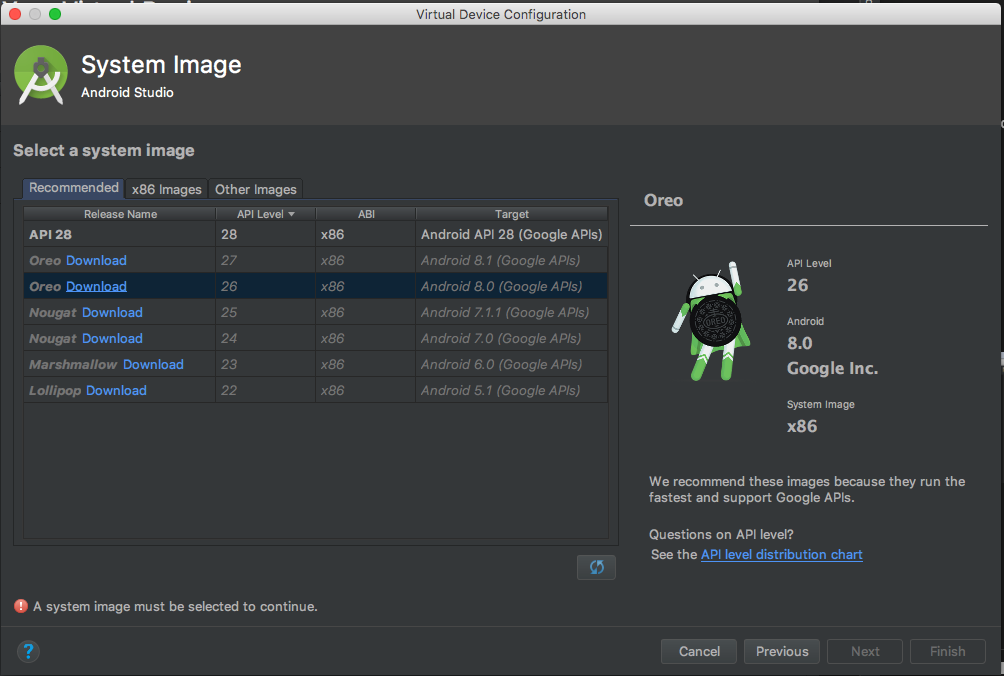 Virtual Device Configuration
System Image
Android Studio
Select a system image
Recommended x86 Images Other Images
Release Name API Level ABI Target
API 28 28 x86 Android API 28 (Google APIs)
Oreo Download 27 x86 Android 8.1 (Google APIs)
Oreo Download 26 x86 Android 8.0 (Google APIs)
Nougat Download 25 x86 Android 7.1.1 (Google APIs)
Nougat Download 24 x86 Android 7.0 (Google APIs)
Marshmallow Download 23 x86 Android 6.0 (Google APIs)
Lollipop Download 22 x86 Android 5.1 (Google APIs)
Oreo
OREO
API Level
26
Android
8.0
Google Inc.
System Image
x86
We recommend these images because they run the
fastest and support Google APIs.
Questions on API level?
See the API level distribution chart
A system image must be selected to continue.
? Cancel Previous Next Finish